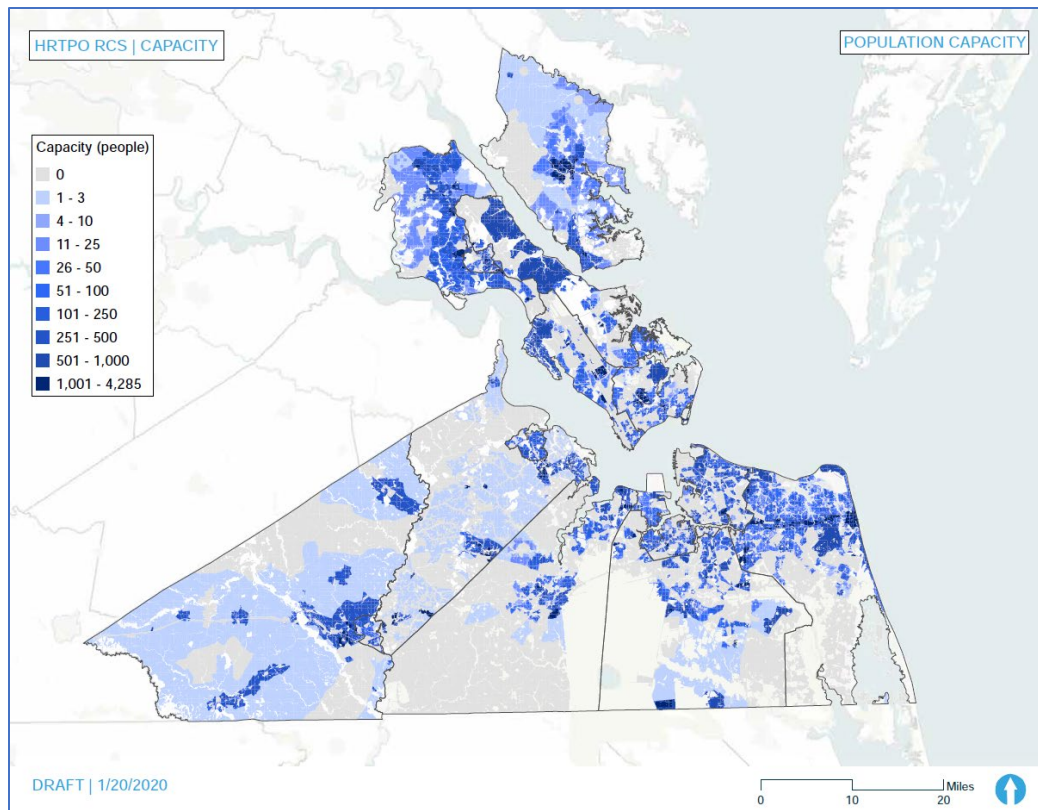 HRTPO RCS | CAPACITY
POPULATION CAPACITY
Capacity (people)
0
1 - 3
4 - 10
11 - 25
26 - 50
51 - 100
101 - 250
251 - 500
501 - 1,000
1,001 - 4,285
DRAFT | 1/20/2020
Miles
0 10 20